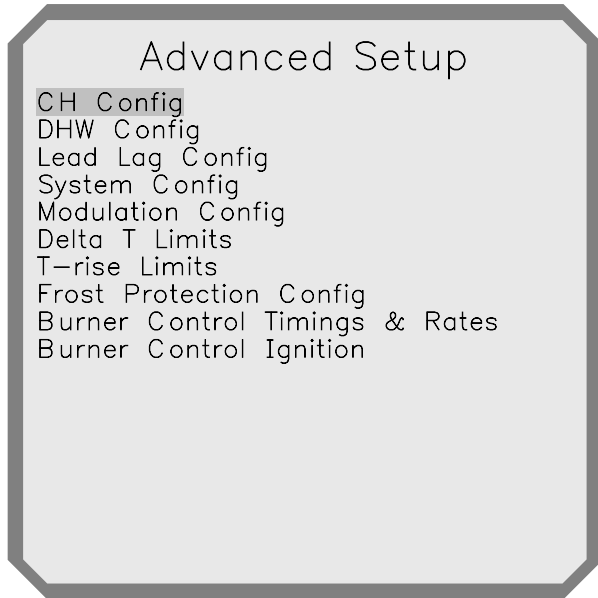 Advanced Setup
CH Config
DHW Config
Lead Lag Config
System Config
Modulation Config
Delta T Limits
T-rise Limits
Frost Protection Config
Burner Control Timings & Rates
Burner Control Ignition